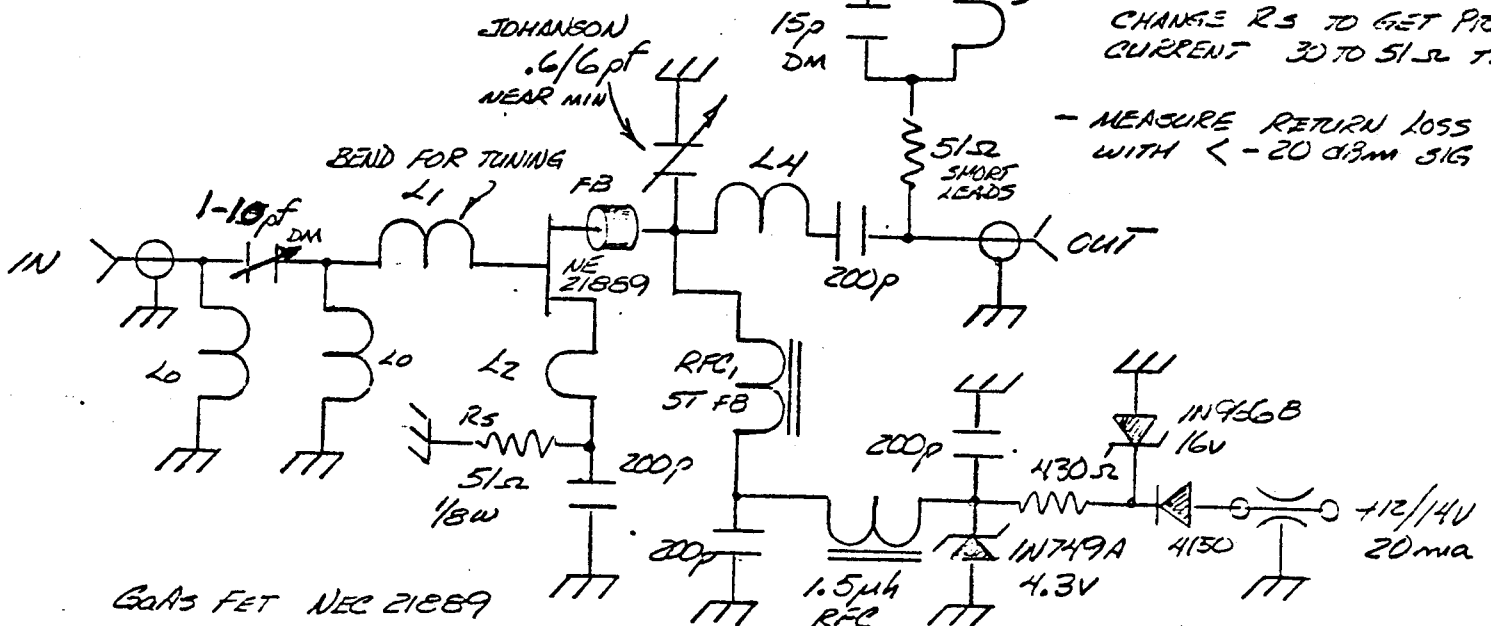 JOHANSON
.6/6pf
NEAR MIN
15p
DM
CHANGE RS TO GET
CURRENT 30 TO 51Ω
- MEASURE RETURN LOSS
WITH < -20 dBm SIG
BEND FOR TUNING
L1
FB
L4
51Ω
SHORT
LEADS
1-10pf
DM
IN
NE
21889
200p
OUT
L0
L0
L2
RFC1
5T FB
RS
51Ω
1/8W
200p
200p
430Ω
1N966B
16V
200p
1.5μh
RFC
1N749A
4.3V
4150
+12/14V
20ma
GaAs FET NEC 21889